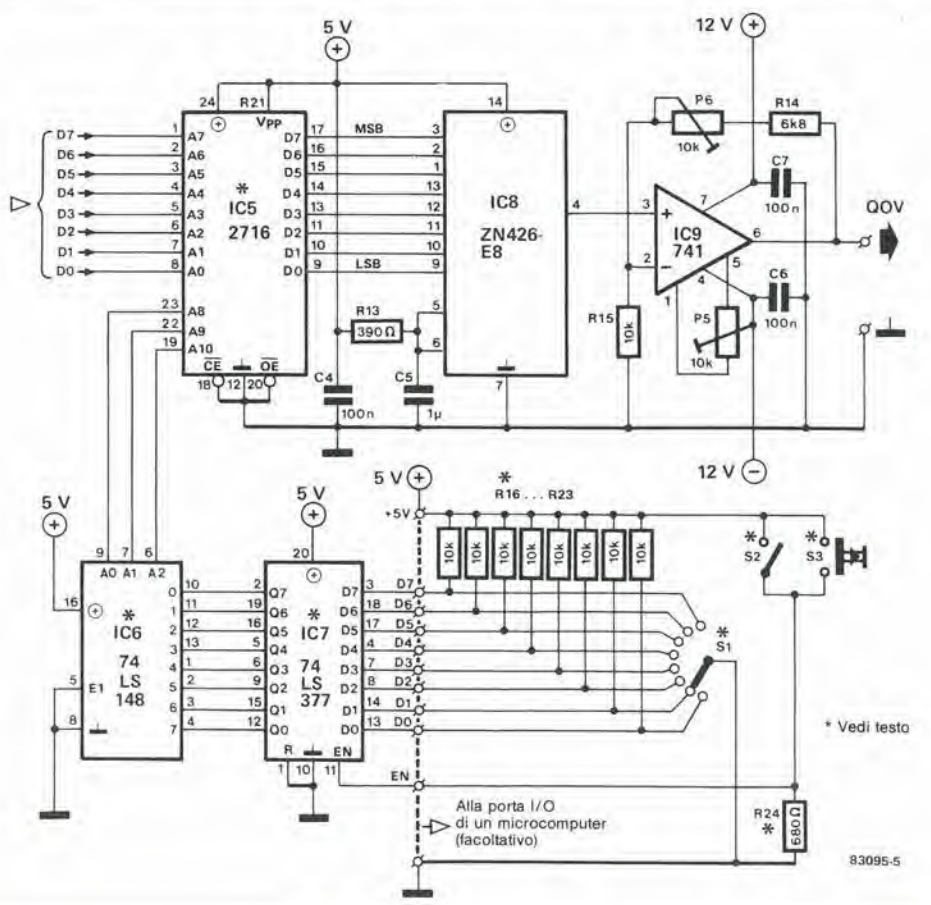 5 V
12 V
24
R21
VPP
14
P6
10k
R14
6k8
D7 1 A7 D7 17 MSB 3
D6 2 A6 D6 16 2
D5 3 A5 D5 15 1
D4 4 A4 D4 14 13
D3 5 A3 D3 13 12
D2 6 A2 D2 11 11
D1 7 A1 D1 10 10
D0 8 A0 D0 9 LSB 9
*
IC5
2716
IC8
ZN426-
E8
4
3
+
2
−
7
IC9
741
6
5
4
1
C7
100n
QOV
C6
100n
P5
10k
R15
10k
23 A8
22 A9
19 A10
CE
OE
18 12 20
R13
390Ω
5
6
7
C4
100n
C5
1µ
12 V
5 V
5 V
5 V
+5V
*
R16 ... R23
10k 10k 10k 10k 10k 10k 10k 10k
*
S2
*
S3
9 7 6
A0 A1 A2
16
*
IC6
74
LS
148
5 E1
8
0 10 2 Q7
1 11 19 Q6
2 12 16 Q5
3 13 5 Q4
4 1 6 Q3
5 2 9 Q2
6 3 15 Q1
7 4 12 Q0
20
*
IC7
74
LS
377
D7 3 D7
D6 18 D6
D5 17 D5
D4 4 D4
D3 7 D3
D2 8 D2
D1 14 D1
D0 13 D0
R EN
1 10 11
EN
*
S1
* Vedi testo
Alla porta I/O
di un microcomputer
(facoltativo)
R24
*
680Ω
83095-5